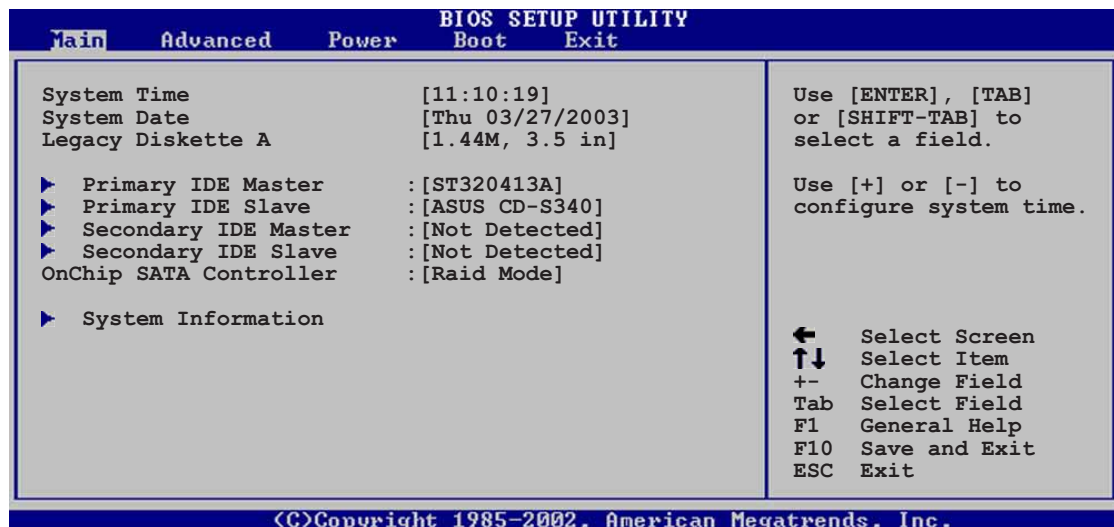 BIOS SETUP UTILITY
Main Advanced Power Boot Exit
System Time [11:10:19]
System Date [Thu 03/27/2003]
Legacy Diskette A [1.44M, 3.5 in]
Primary IDE Master :[ST320413A]
Primary IDE Slave :[ASUS CD-S340]
Secondary IDE Master :[Not Detected]
Secondary IDE Slave :[Not Detected]
OnChip SATA Controller :[Raid Mode]
System Information
Use [ENTER], [TAB]
or [SHIFT-TAB] to
select a field.
Use [+] or [-] to
configure system time.
← Select Screen
↑↓ Select Item
+- Change Field
Tab Select Field
F1 General Help
F10 Save and Exit
ESC Exit
(C)Copyright 1985-2002, American Megatrends, Inc.